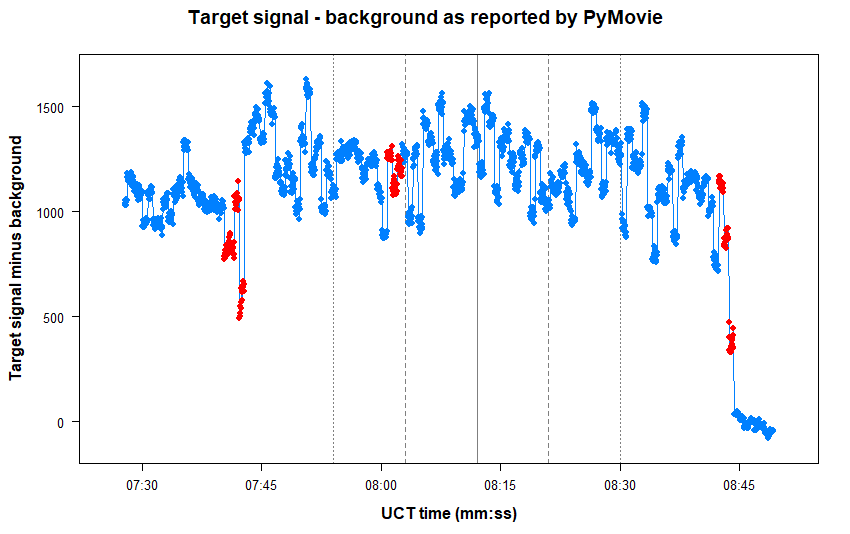 Target signal - background as reported by PyMovie
Target signal minus background
1500
1000
500
0
07:30 07:45 08:00 08:15 08:30 08:45
UCT time (mm:ss)